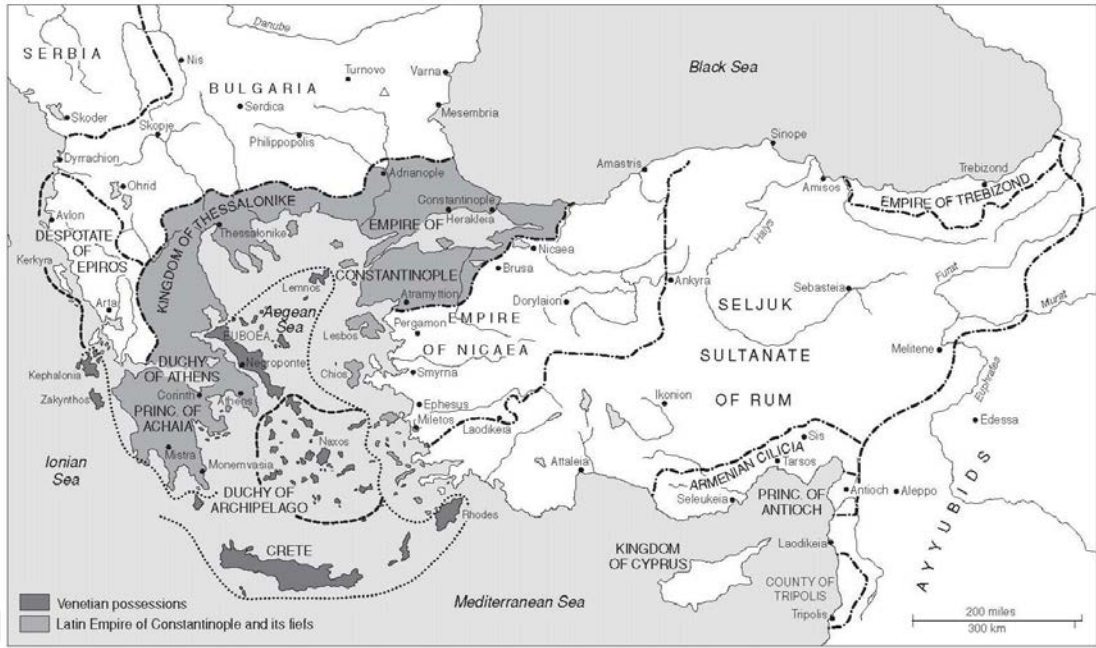 Danube
SERBIA
Nis
Turnovo
Varna
Black Sea
BULGARIA
Serdica
Mesembria
Skoder
Skopje
Philippopolis
Sinope
Dyrrachion
Adrianople
Amastris
Trebizond
Ohrid
Amisos
EMPIRE OF TREBIZOND
Constantinople
Herakleia
Avlon
KINGDOM OF THESSALONIKE
EMPIRE OF
Thessalonike
DESPOTATE
OF
EPIROS
Halys
Nicaea
Kerkyra
Brusa
CONSTANTINOPLE
Lemnos
Ankyra
Furat
Sebasteia
Arta
Atramyttion
Dorylaion
SELJUK
Murat
Aegean
Sea
EMPIRE
Pergamon
EUBOEA
Lesbos
OF NICAEA
SULTANATE
Melitene
DUCHY
OF ATHENS
Negroponte
Kephalonia
Chios
Smyrna
Euphrates
Zakynthos
Corinth
Athens
PRINC. OF
ACHAIA
Ephesus
Miletos
Ikonion
OF RUM
Laodikeia
Edessa
Mistra
Naxos
Sis
Ionian
Sea
Monemvasia
Attaleia
ARMENIAN CILICIA
Tarsos
DUCHY OF
ARCHIPELAGO
Seleukeia
PRINC. OF
ANTIOCH
Antioch
Aleppo
Rhodes
AYYUBIDS
CRETE
KINGDOM
OF CYPRUS
Laodikeia
COUNTY OF
TRIPOLIS
Tripolis
Mediterranean Sea
Venetian possessions
Latin Empire of Constantinople and its fiefs
200 miles
300 km